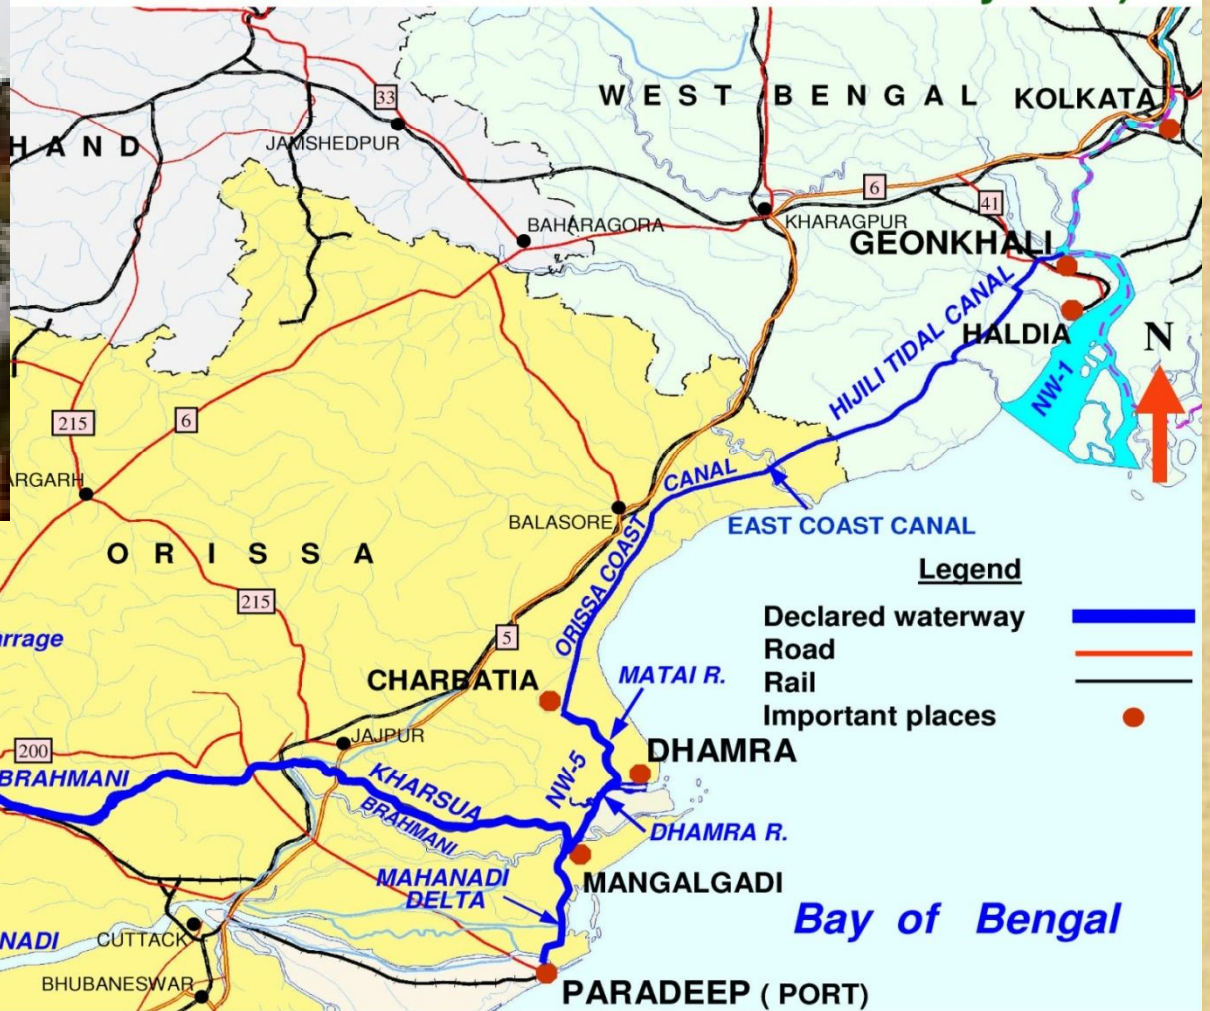 WEST BENGAL
KOLKATA
33
HAND
JAMSHEDPUR
6
41
BAHARAGORA
KHARAGPUR
GEONKHALI
HIJILI TIDAL CANAL
HALDIA
N
NW-1
215
6
ARGARH
CANAL
BALASORE
EAST COAST CANAL
ORISSA
ORISSA COAST
Legend
215
Declared waterway
5
Road
rrage
CHARBATIA
MATAI R.
Rail
Important places
200
JAJPUR
DHAMRA
BRAHMANI
KHARSUA
NW-5
BRAHMANI
DHAMRA R.
MAHANADI
DELTA
MANGALGADI
Bay of Bengal
NADI
CUTTACK
BHUBANESWAR
PARADEEP ( PORT)